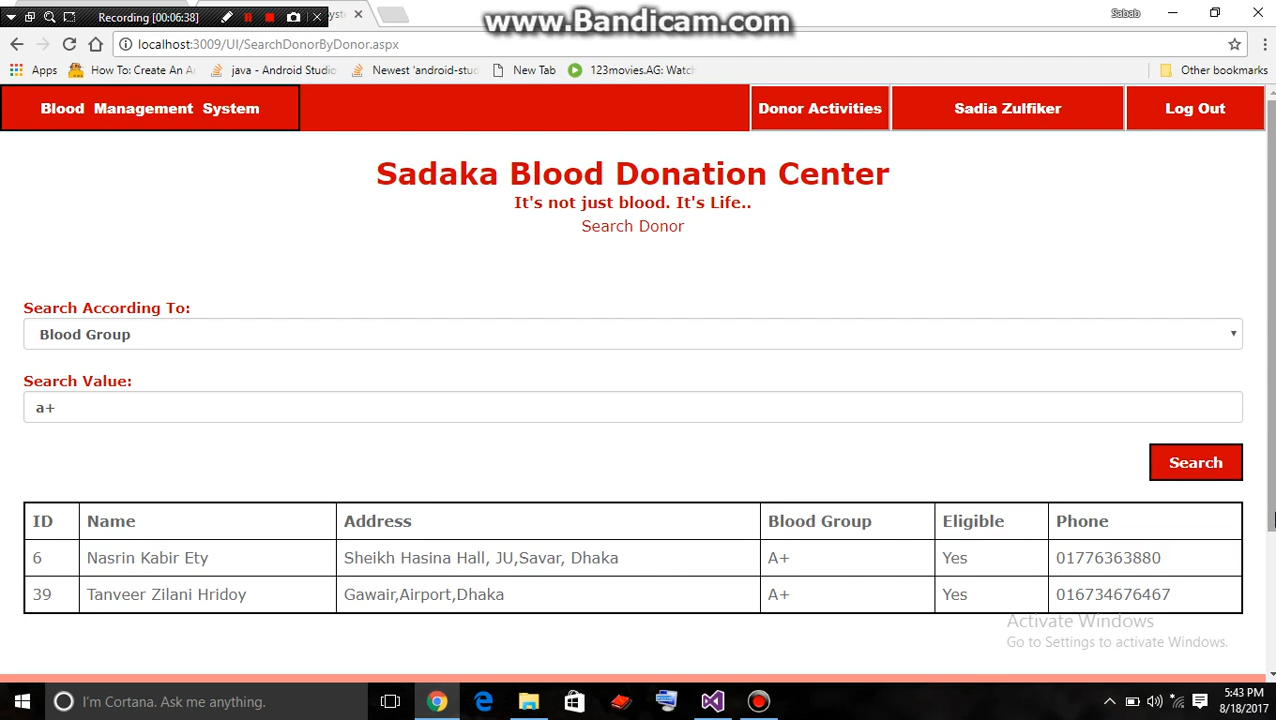 Recording [00:06:38]
www.Bandicam.com
Sabab
localhost:3009/UI/SearchDonorByDonor.aspx
Apps How To: Create An A java - Android Studio Newest 'android-stud New Tab 123movies.AG: Watch Other bookmarks
Blood Management System Donor Activities Sadia Zulfiker Log Out
Sadaka Blood Donation Center
It's not just blood. It's Life..
Search Donor
Search According To:
Blood Group
Search Value:
a+
Search
ID Name Address Blood Group Eligible Phone
6 Nasrin Kabir Ety Sheikh Hasina Hall, JU,Savar, Dhaka A+ Yes 01776363880
39 Tanveer Zilani Hridoy Gawair,Airport,Dhaka A+ Yes 016734676467
Activate Windows
Go to Settings to activate Windows.
I'm Cortana. Ask me anything.
5:43 PM
8/18/2017